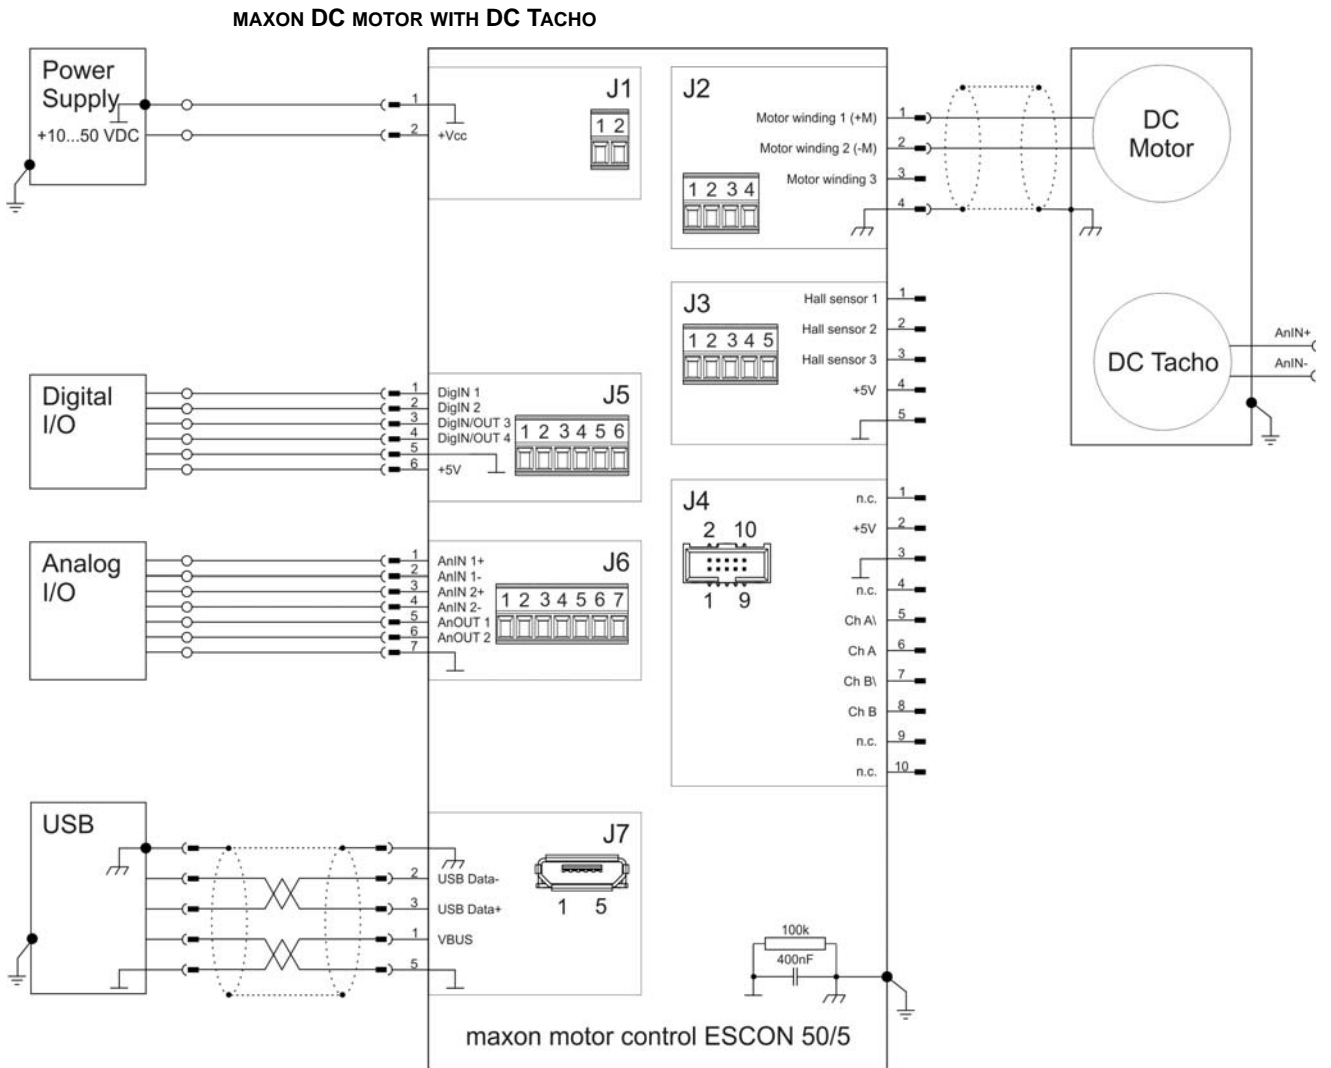 MAXON DC MOTOR WITH DC TACHO
Power
Supply
+10...50 VDC
1
2
+Vcc
J1
1 2
J2
Motor winding 1 (+M)
1
Motor winding 2 (-M)
2
Motor winding 3
3
4
1 2 3 4
DC
Motor
J3
Hall sensor 1
1
Hall sensor 2
2
Hall sensor 3
3
+5V
4
5
1 2 3 4 5
DC Tacho
AnIN+
AnIN-
Digital
I/O
1
DigIN 1
2
DigIN 2
3
DigIN/OUT 3
4
DigIN/OUT 4
5
6
+5V
J5
1 2 3 4 5 6
Analog
I/O
1
AnIN 1+
2
AnIN 1-
3
AnIN 2+
4
AnIN 2-
5
AnOUT 1
6
AnOUT 2
7
J6
1 2 3 4 5 6 7
J4
2 10
1 9
n.c.
1
+5V
2
3
n.c.
4
Ch A\
5
Ch A
6
Ch B\
7
Ch B
8
n.c.
9
n.c.
10
USB
J7
2
USB Data-
3
USB Data+
1
VBUS
5
1 5
100k
400nF
maxon motor control ESCON 50/5